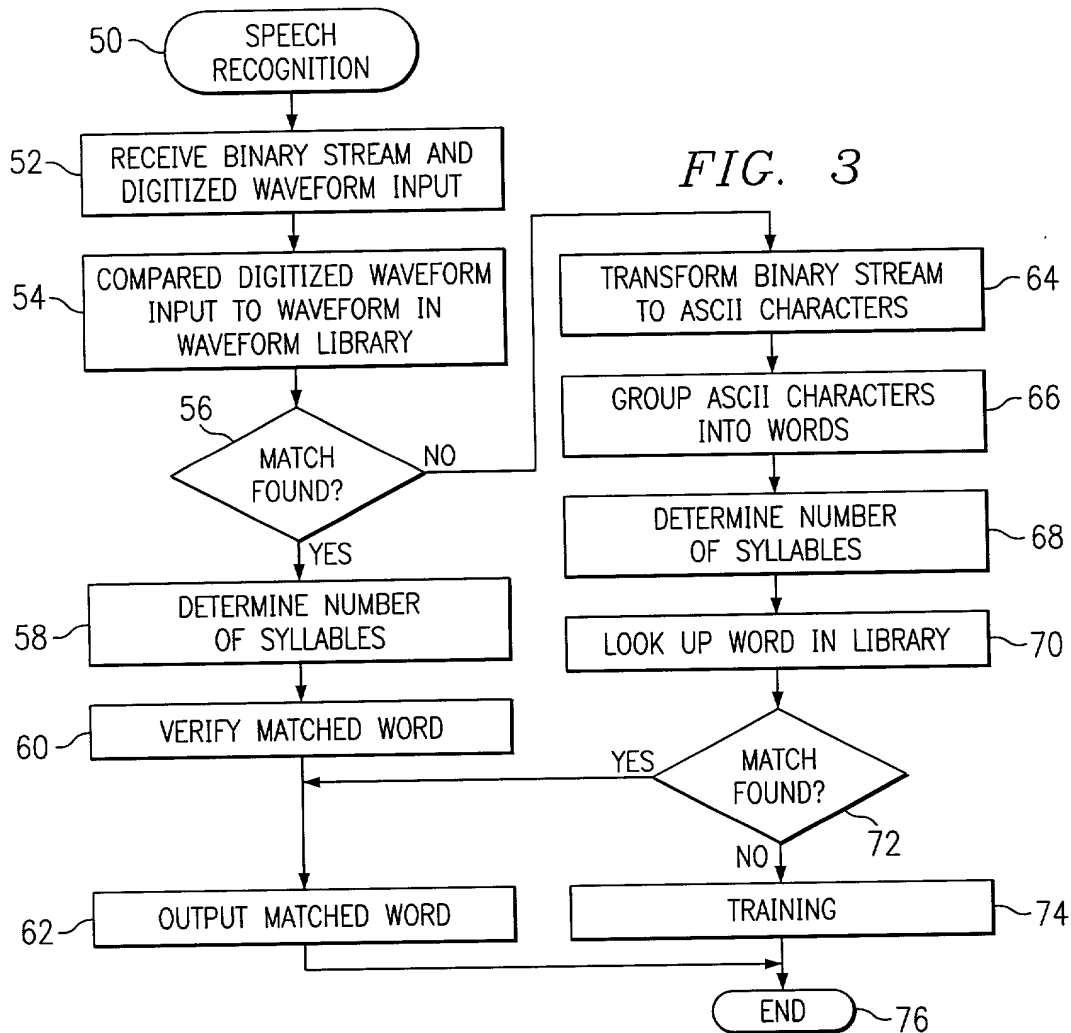 50
SPEECH
RECOGNITION
52
RECEIVE BINARY STREAM AND
DIGITIZED WAVEFORM INPUT
FIG. 3
54
COMPARED DIGITIZED WAVEFORM
INPUT TO WAVEFORM IN
WAVEFORM LIBRARY
56
MATCH
FOUND?
NO
YES
58
DETERMINE NUMBER
OF SYLLABLES
60
VERIFY MATCHED WORD
62
OUTPUT MATCHED WORD
TRANSFORM BINARY STREAM
TO ASCII CHARACTERS
64
GROUP ASCII CHARACTERS
INTO WORDS
66
DETERMINE NUMBER
OF SYLLABLES
68
LOOK UP WORD IN LIBRARY
70
YES
MATCH
FOUND?
72
NO
TRAINING
74
END
76